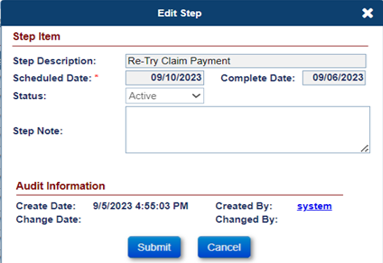 Edit Step
Step Item
Step Description: Re-Try Claim Payment
Scheduled Date: * 09/10/2023 Complete Date: 09/06/2023
Status: Active
Step Note:
Audit Information
Create Date: 9/5/2023 4:55:03 PM Created By: system
Change Date: Changed By:
Submit Cancel